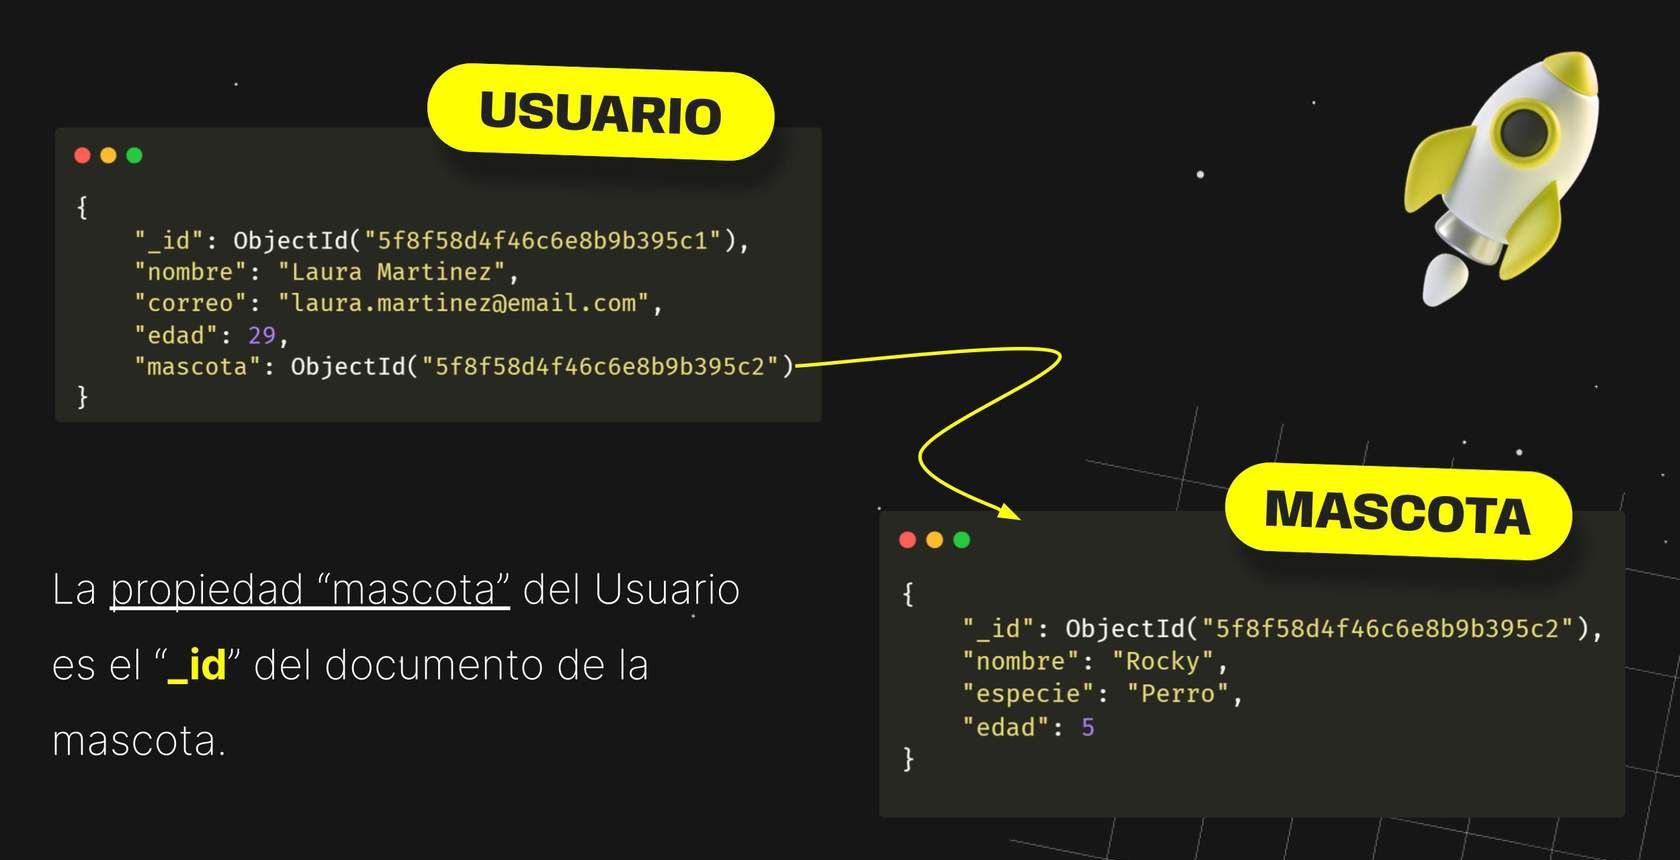 USUARIO
{
"_id": ObjectId("5f8f58d4f46c6e8b9b395c1"),
"nombre": "Laura Martinez",
"correo": "laura.martinez@email.com",
"edad": 29,
"mascota": ObjectId("5f8f58d4f46c6e8b9b395c2")
}
La propiedad “mascota” del Usuario
es el “_id” del documento de la
mascota.
MASCOTA
{
"_id": ObjectId("5f8f58d4f46c6e8b9b395c2"),
"nombre": "Rocky",
"especie": "Perro",
"edad": 5
}